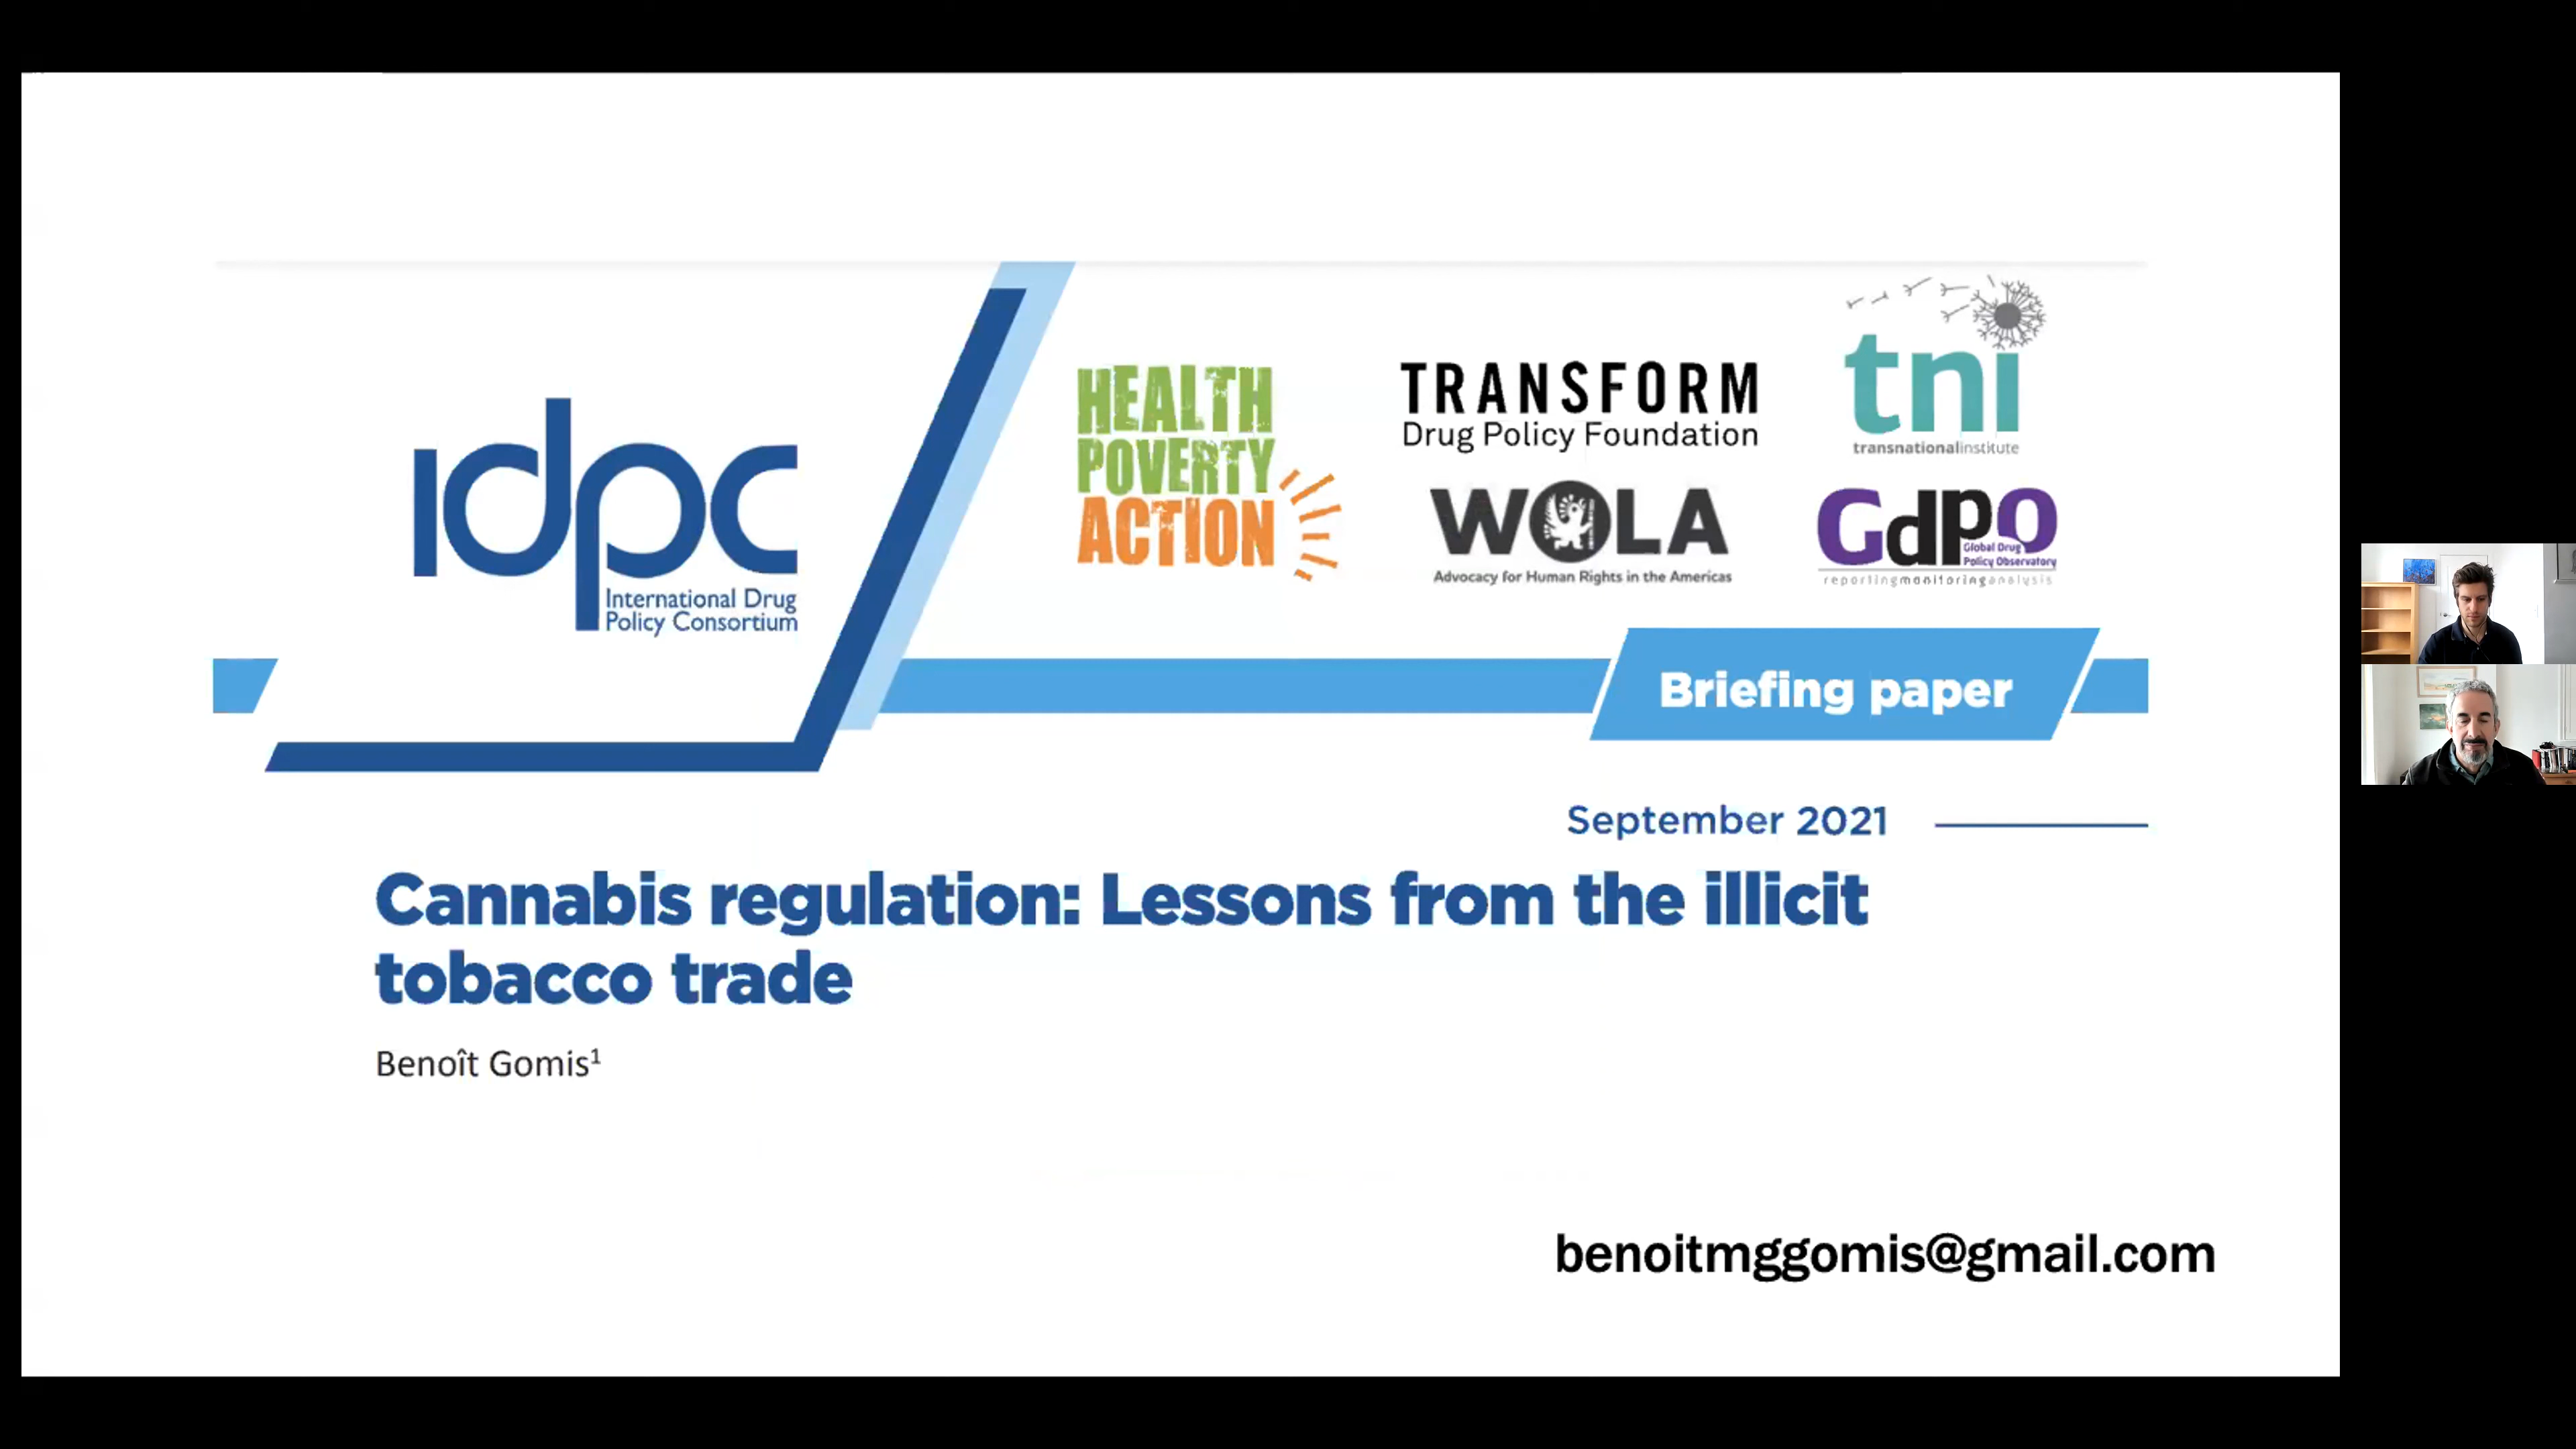 idpc
International Drug
Policy Consortium
HEALTH
POVERTY
ACTION
TRANSFORM
Drug Policy Foundation
tni
transnationalinstitute
WOLA
Advocacy for Human Rights in the Americas
GdPO
Global Drug
Policy Observatory
reportingmonitoringanalysis
Briefing paper
September 2021
Cannabis regulation: Lessons from the illicit
tobacco trade
Benoît Gomis¹
benoitmggomis@gmail.com